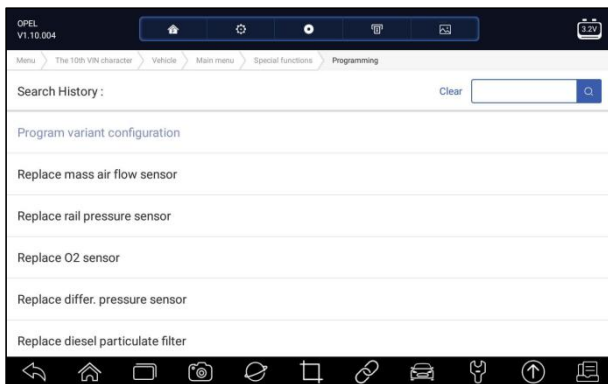 OPEL
V1.10.004
3.2V
Menu
The 10th VIN character
Vehicle
Main menu
Special functions
Programming
Search History :
Clear
Program variant configuration
Replace mass air flow sensor
Replace rail pressure sensor
Replace O2 sensor
Replace differ. pressure sensor
Replace diesel particulate filter